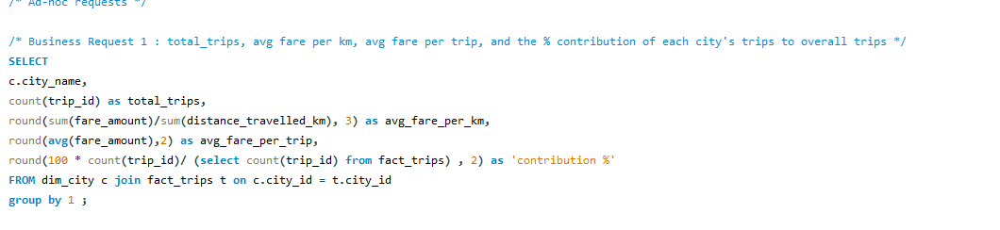 /* Ad-hoc requests */
/* Business Request 1 : total_trips, avg fare per km, avg fare per trip, and the % contribution of each city's trips to overall trips */
SELECT
c.city_name,
count(trip_id) as total_trips,
round(sum(fare_amount)/sum(distance_travelled_km), 3) as avg_fare_per_km,
round(avg(fare_amount),2) as avg_fare_per_trip,
round(100 * count(trip_id)/ (select count(trip_id) from fact_trips) , 2) as 'contribution %'
FROM dim_city c join fact_trips t on c.city_id = t.city_id
group by 1 ;